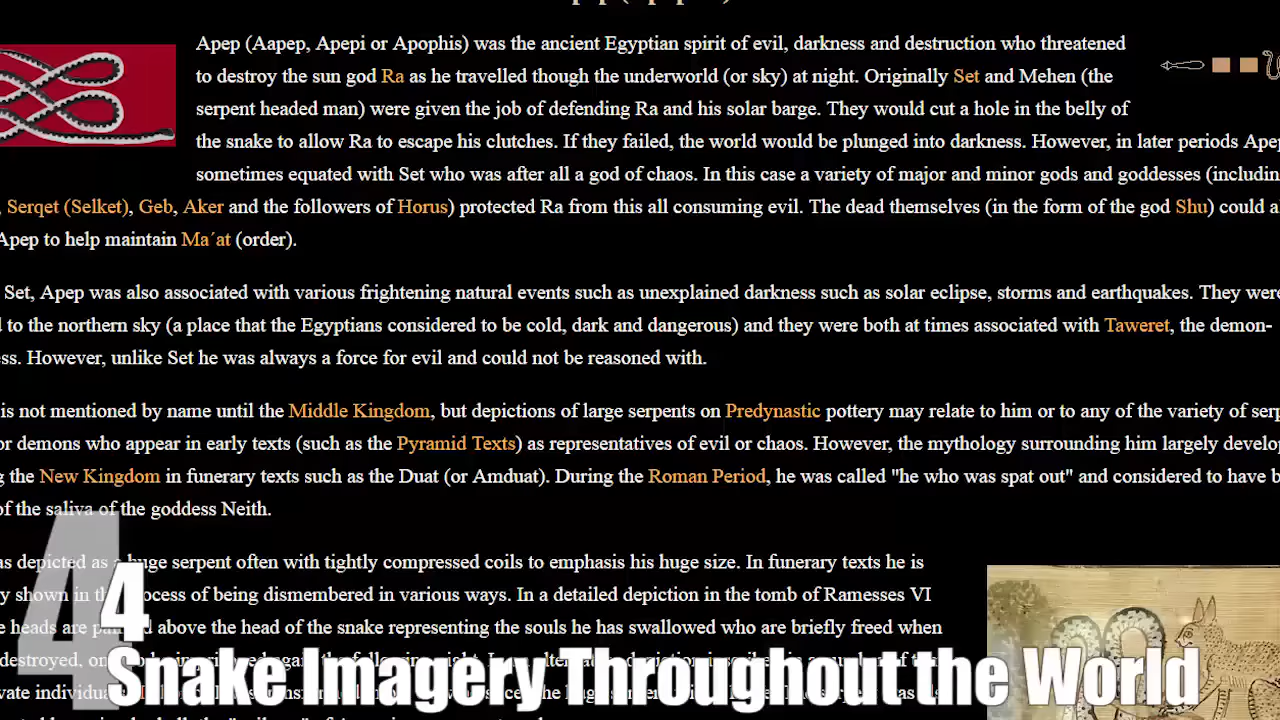 Apep (Aapep, Apepi or Apophis) was the ancient Egyptian spirit of evil, darkness and destruction who threatened
to destroy the sun god Ra as he travelled though the underworld (or sky) at night. Originally Set and Mehen (the
serpent headed man) were given the job of defending Ra and his solar barge. They would cut a hole in the belly of
the snake to allow Ra to escape his clutches. If they failed, the world would be plunged into darkness. However, in later periods Apep
sometimes equated with Set who was after all a god of chaos. In this case a variety of major and minor gods and goddesses (includin
, Serqet (Selket), Geb, Aker and the followers of Horus) protected Ra from this all consuming evil. The dead themselves (in the form of the god Shu) could a
Apep to help maintain Ma´at (order).
Set, Apep was also associated with various frightening natural events such as unexplained darkness such as solar eclipse, storms and earthquakes. They were
to the northern sky (a place that the Egyptians considered to be cold, dark and dangerous) and they were both at times associated with Taweret, the demon-
ss. However, unlike Set he was always a force for evil and could not be reasoned with.
is not mentioned by name until the Middle Kingdom, but depictions of large serpents on Predynastic pottery may relate to him or to any of the variety of serp
or demons who appear in early texts (such as the Pyramid Texts) as representatives of evil or chaos. However, the mythology surrounding him largely develop
g the New Kingdom in funerary texts such as the Duat (or Amduat). During the Roman Period, he was called "he who was spat out" and considered to have b
of the saliva of the goddess Neith.
as depicted as a huge serpent often with tightly compressed coils to emphasis his huge size. In funerary texts he is
y shown in the process of being dismembered in various ways. In a detailed depiction in the tomb of Ramesses VI
e heads are painted above the head of the snake representing the souls he has swallowed who are briefly freed when
destroyed,
vate individu
4
4
Snake Imagery Throughout the World